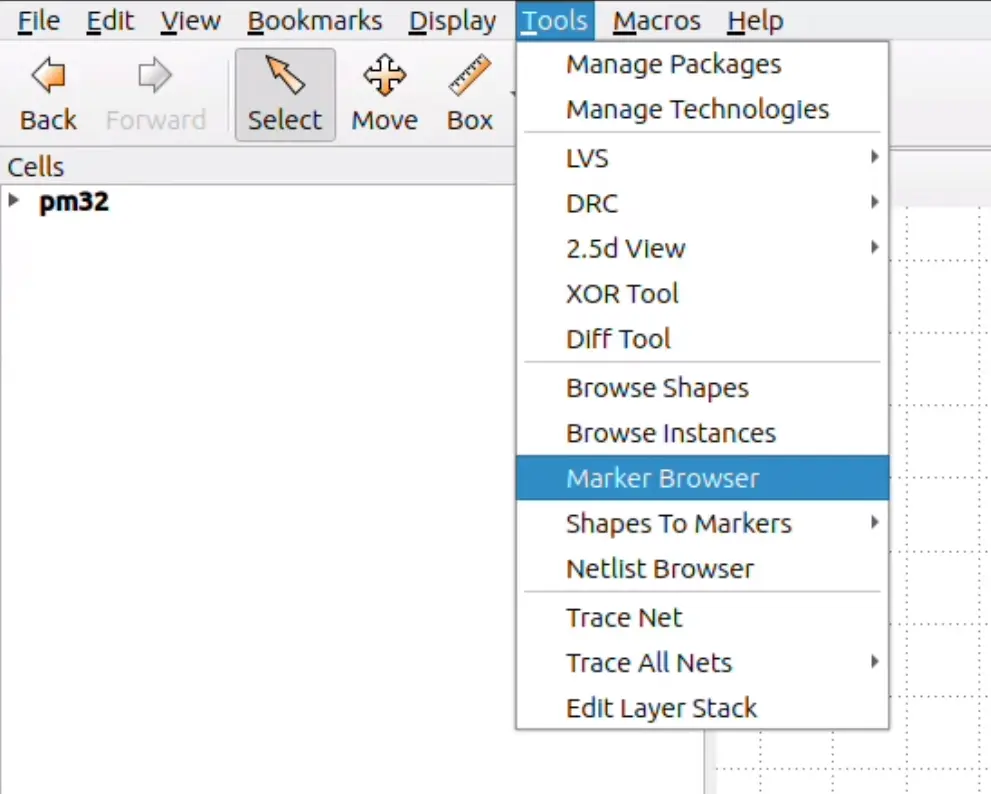 File Edit View Bookmarks Display Tools Macros Help
Back Forward Select Move Box
Cells
pm32
Manage Packages
Manage Technologies
LVS
DRC
2.5d View
XOR Tool
Diff Tool
Browse Shapes
Browse Instances
Marker Browser
Shapes To Markers
Netlist Browser
Trace Net
Trace All Nets
Edit Layer Stack